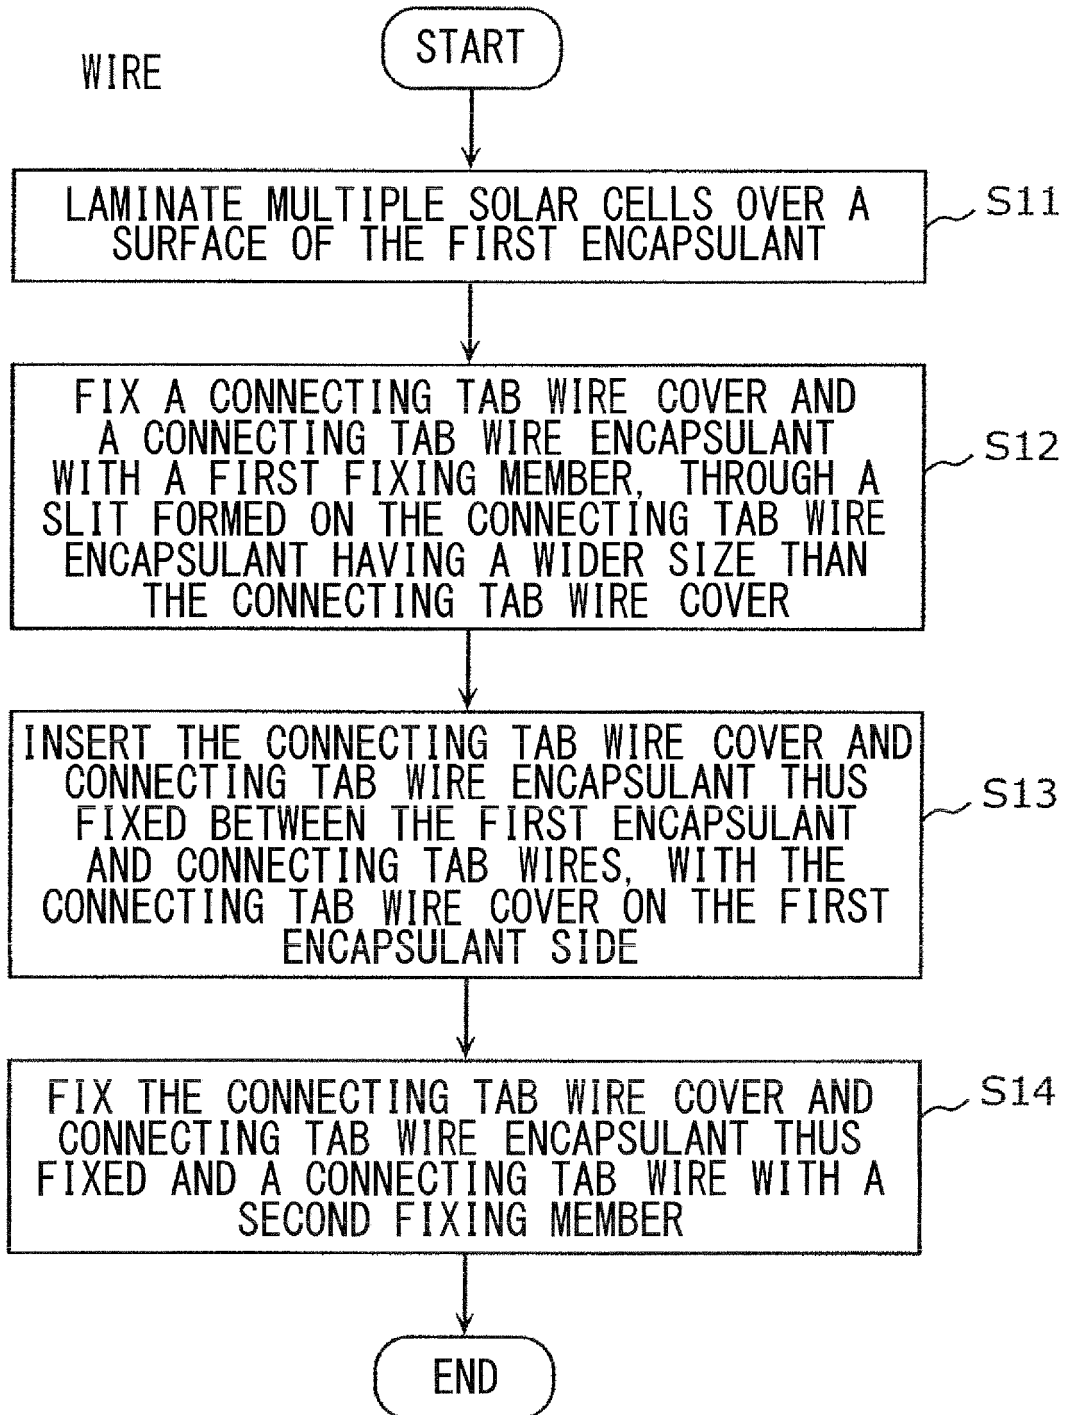 START
WIRE
LAMINATE MULTIPLE SOLAR CELLS OVER A
SURFACE OF THE FIRST ENCAPSULANT
S11
FIX A CONNECTING TAB WIRE COVER AND
A CONNECTING TAB WIRE ENCAPSULANT
WITH A FIRST FIXING MEMBER, THROUGH A
SLIT FORMED ON THE CONNECTING TAB WIRE
ENCAPSULANT HAVING A WIDER SIZE THAN
THE CONNECTING TAB WIRE COVER
S12
INSERT THE CONNECTING TAB WIRE COVER AND
CONNECTING TAB WIRE ENCAPSULANT THUS
FIXED BETWEEN THE FIRST ENCAPSULANT
AND CONNECTING TAB WIRES, WITH THE
CONNECTING TAB WIRE COVER ON THE FIRST
ENCAPSULANT SIDE
S13
FIX THE CONNECTING TAB WIRE COVER AND
CONNECTING TAB WIRE ENCAPSULANT THUS
FIXED AND A CONNECTING TAB WIRE WITH A
SECOND FIXING MEMBER
S14
END